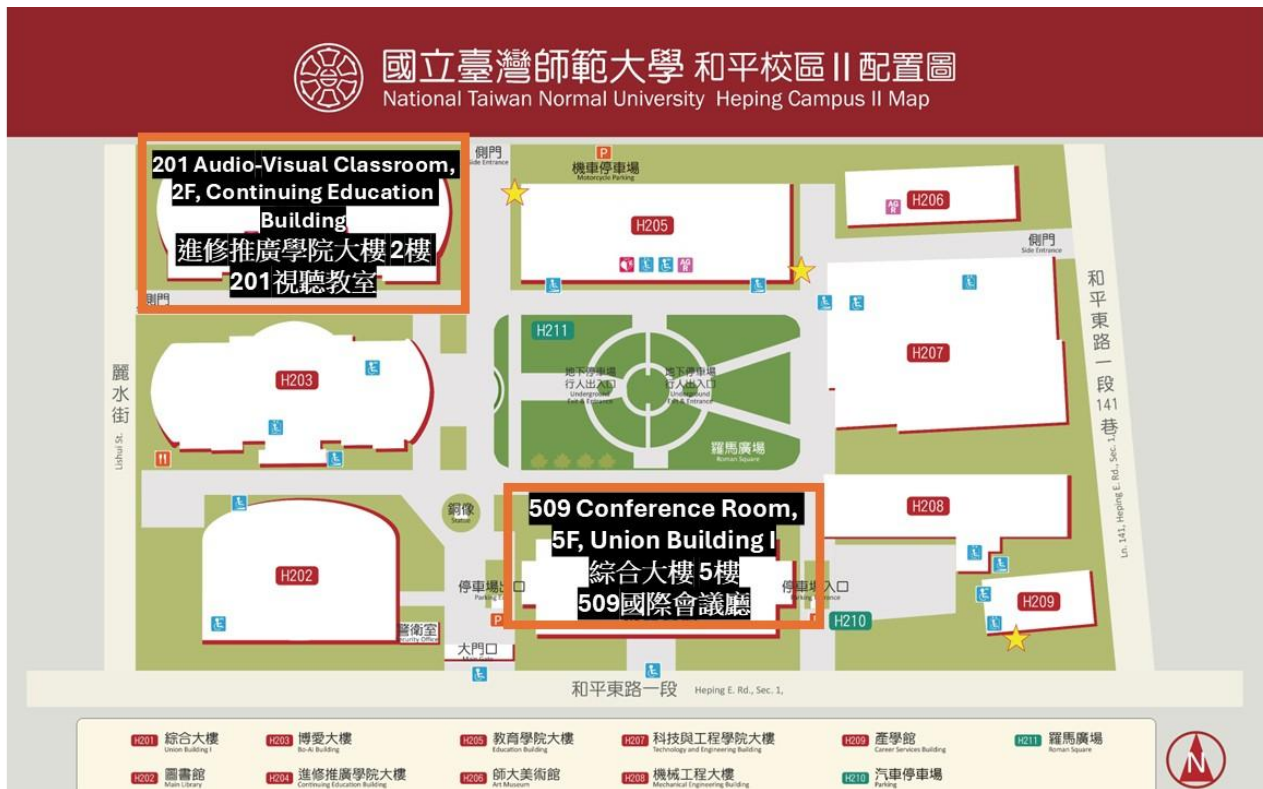 國立臺灣師範大學 和平校區 II 配置圖
National Taiwan Normal University Heping Campus II Map
201 Audio-Visual Classroom,
2F, Continuing Education
Building
進修推廣學院大樓 2樓
201 視聽教室
側門
Side Entrance
P
機車停車場
Motorcycle Parking
H205
H206
側門
Side Entrance
側門
H211
H203
H207
地下停車場
行人出入口
Underground
Exit & Entrance
地下停車場
行人出入口
Underground
Exit & Entrance
羅馬廣場
Roman Square
麗水街
Lishui St.
和平東路一段141巷
Ln. 141, Heping E. Rd., Sec. 1,
509 Conference Room,
5F, Union Building I
綜合大樓 5樓
509國際會議廳
銅像
Statue
H208
H202
停車場出口
停車場入口
P
H210
H209
警衛室
Security Office
大門口
Main Gate
和平東路一段 Heping E. Rd., Sec. 1,
H201 綜合大樓
Union Building I
H203 博愛大樓
Bo-Ai Building
H205 教育學院大樓
Education Building
H207 科技與工程學院大樓
Technology and Engineering Building
H209 產學館
Career Services Building
H211 羅馬廣場
Roman Square
H202 圖書館
Main Library
H204 進修推廣學院大樓
Continuing Education Building
H206 師大美術館
Art Museum
H208 機械工程大樓
Mechanical Engineering Building
H210 汽車停車場
Parking
N